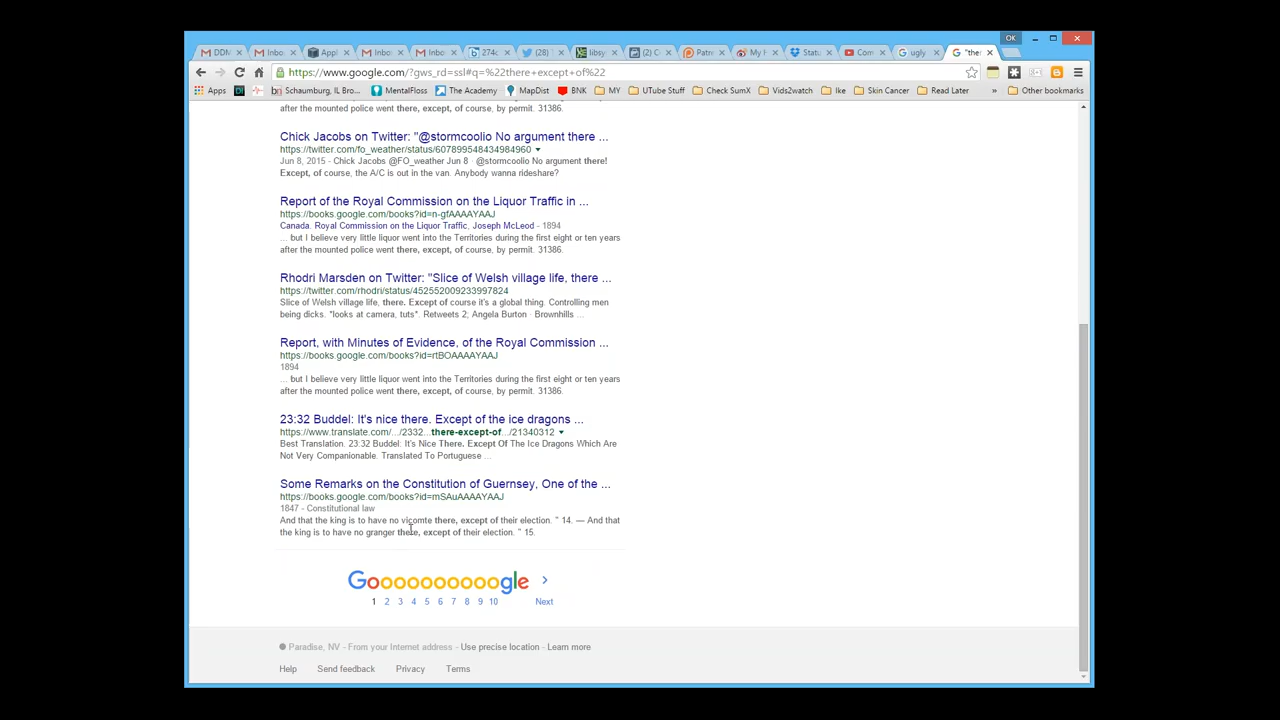 OK
DDM
Inbo
Appl
Inbo
Inbo
274c
(28) T
libsy
(2) C
Patre
My H
Statu
Com
ugly
"ther
https://www.google.com/?gws_rd=ssl#q=%22there+except+of%22
Apps
Schaumburg, IL Bro...
MentalFloss
The Academy
MapDist
BNK
MY
UTube Stuff
Check SumX
Vids2watch
Ike
Skin Cancer
Read Later
»
Other bookmarks
after the mounted police went there, except, of course, by permit. 31386.
Chick Jacobs on Twitter: "@stormcoolio No argument there ...
https://twitter.com/fo_weather/status/607899548434984960
Jun 8, 2015 - Chick Jacobs @FO_weather Jun 8 · @stormcoolio No argument there!
Except, of course, the A/C is out in the van. Anybody wanna rideshare?
Report of the Royal Commission on the Liquor Traffic in ...
https://books.google.com/books?id=n-gfAAAAYAAJ
Canada. Royal Commission on the Liquor Traffic, Joseph McLeod - 1894
... but I believe very little liquor went into the Territories during the first eight or ten years
after the mounted police went there, except, of course, by permit. 31386.
Rhodri Marsden on Twitter: "Slice of Welsh village life, there ...
https://twitter.com/rhodri/status/452552009233997824
Slice of Welsh village life, there. Except of course it's a global thing. Controlling men
being dicks. *looks at camera, tuts*. Retweets 2; Angela Burton · Brownhills ...
Report, with Minutes of Evidence, of the Royal Commission ...
https://books.google.com/books?id=rtBOAAAAYAAJ
1894
... but I believe very little liquor went into the Territories during the first eight or ten years
after the mounted police went there, except, of course, by permit. 31386.
23:32 Buddel: It's nice there. Except of the ice dragons ...
https://www.translate.com/.../2332...there-except-of.../21340312
Best Translation. 23:32 Buddel: It's Nice There. Except Of The Ice Dragons Which Are
Not Very Companionable. Translated To Portuguese ...
Some Remarks on the Constitution of Guernsey, One of the ...
https://books.google.com/books?id=mSAuAAAAYAAJ
1847 - Constitutional law
And that the king is to have no vicomte there, except of their election. " 14. — And that
the king is to have no granger there, except of their election. " 15.
Goooooooooogle
1 2 3 4 5 6 7 8 9 10 Next
Paradise, NV - From your Internet address - Use precise location - Learn more
Help Send feedback Privacy Terms